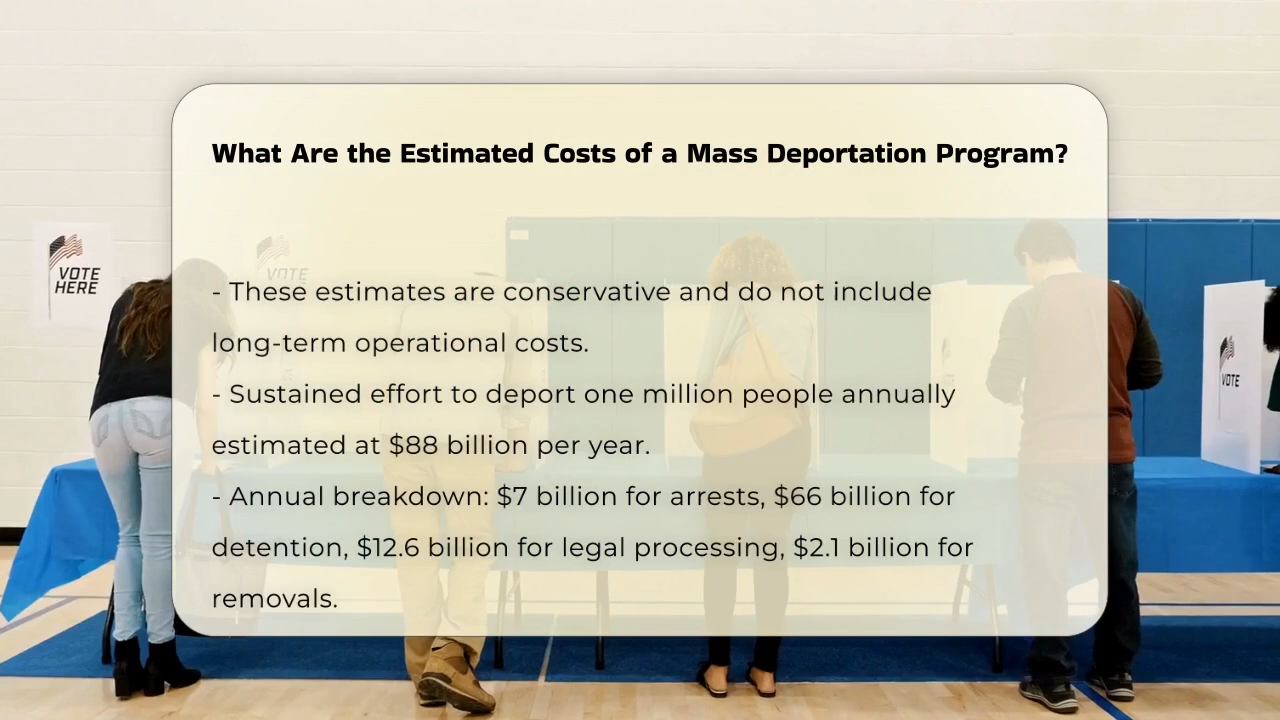 What Are the Estimated Costs of a Mass Deportation Program?
VOTE
HERE
VOTE
- These estimates are conservative and do not include
long-term operational costs.
- Sustained effort to deport one million people annually
estimated at $88 billion per year.
- Annual breakdown: $7 billion for arrests, $66 billion for
detention, $12.6 billion for legal processing, $2.1 billion for
removals.
VOTE